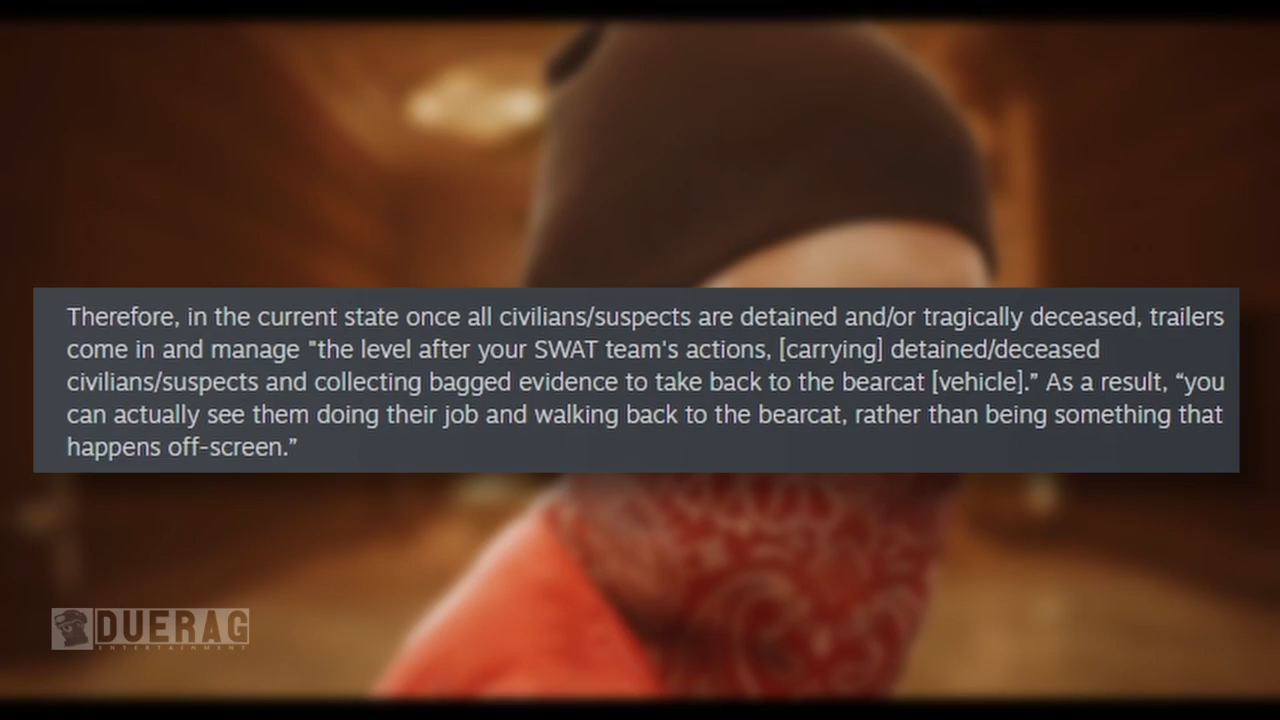 Therefore, in the current state once all civilians/suspects are detained and/or tragically deceased, trailers
come in and manage "the level after your SWAT team's actions, [carrying] detained/deceased
civilians/suspects and collecting bagged evidence to take back to the bearcat [vehicle].” As a result, “you
can actually see them doing their job and walking back to the bearcat, rather than being something that
happens off-screen.”
DUERAG
ENTERTAINMENT